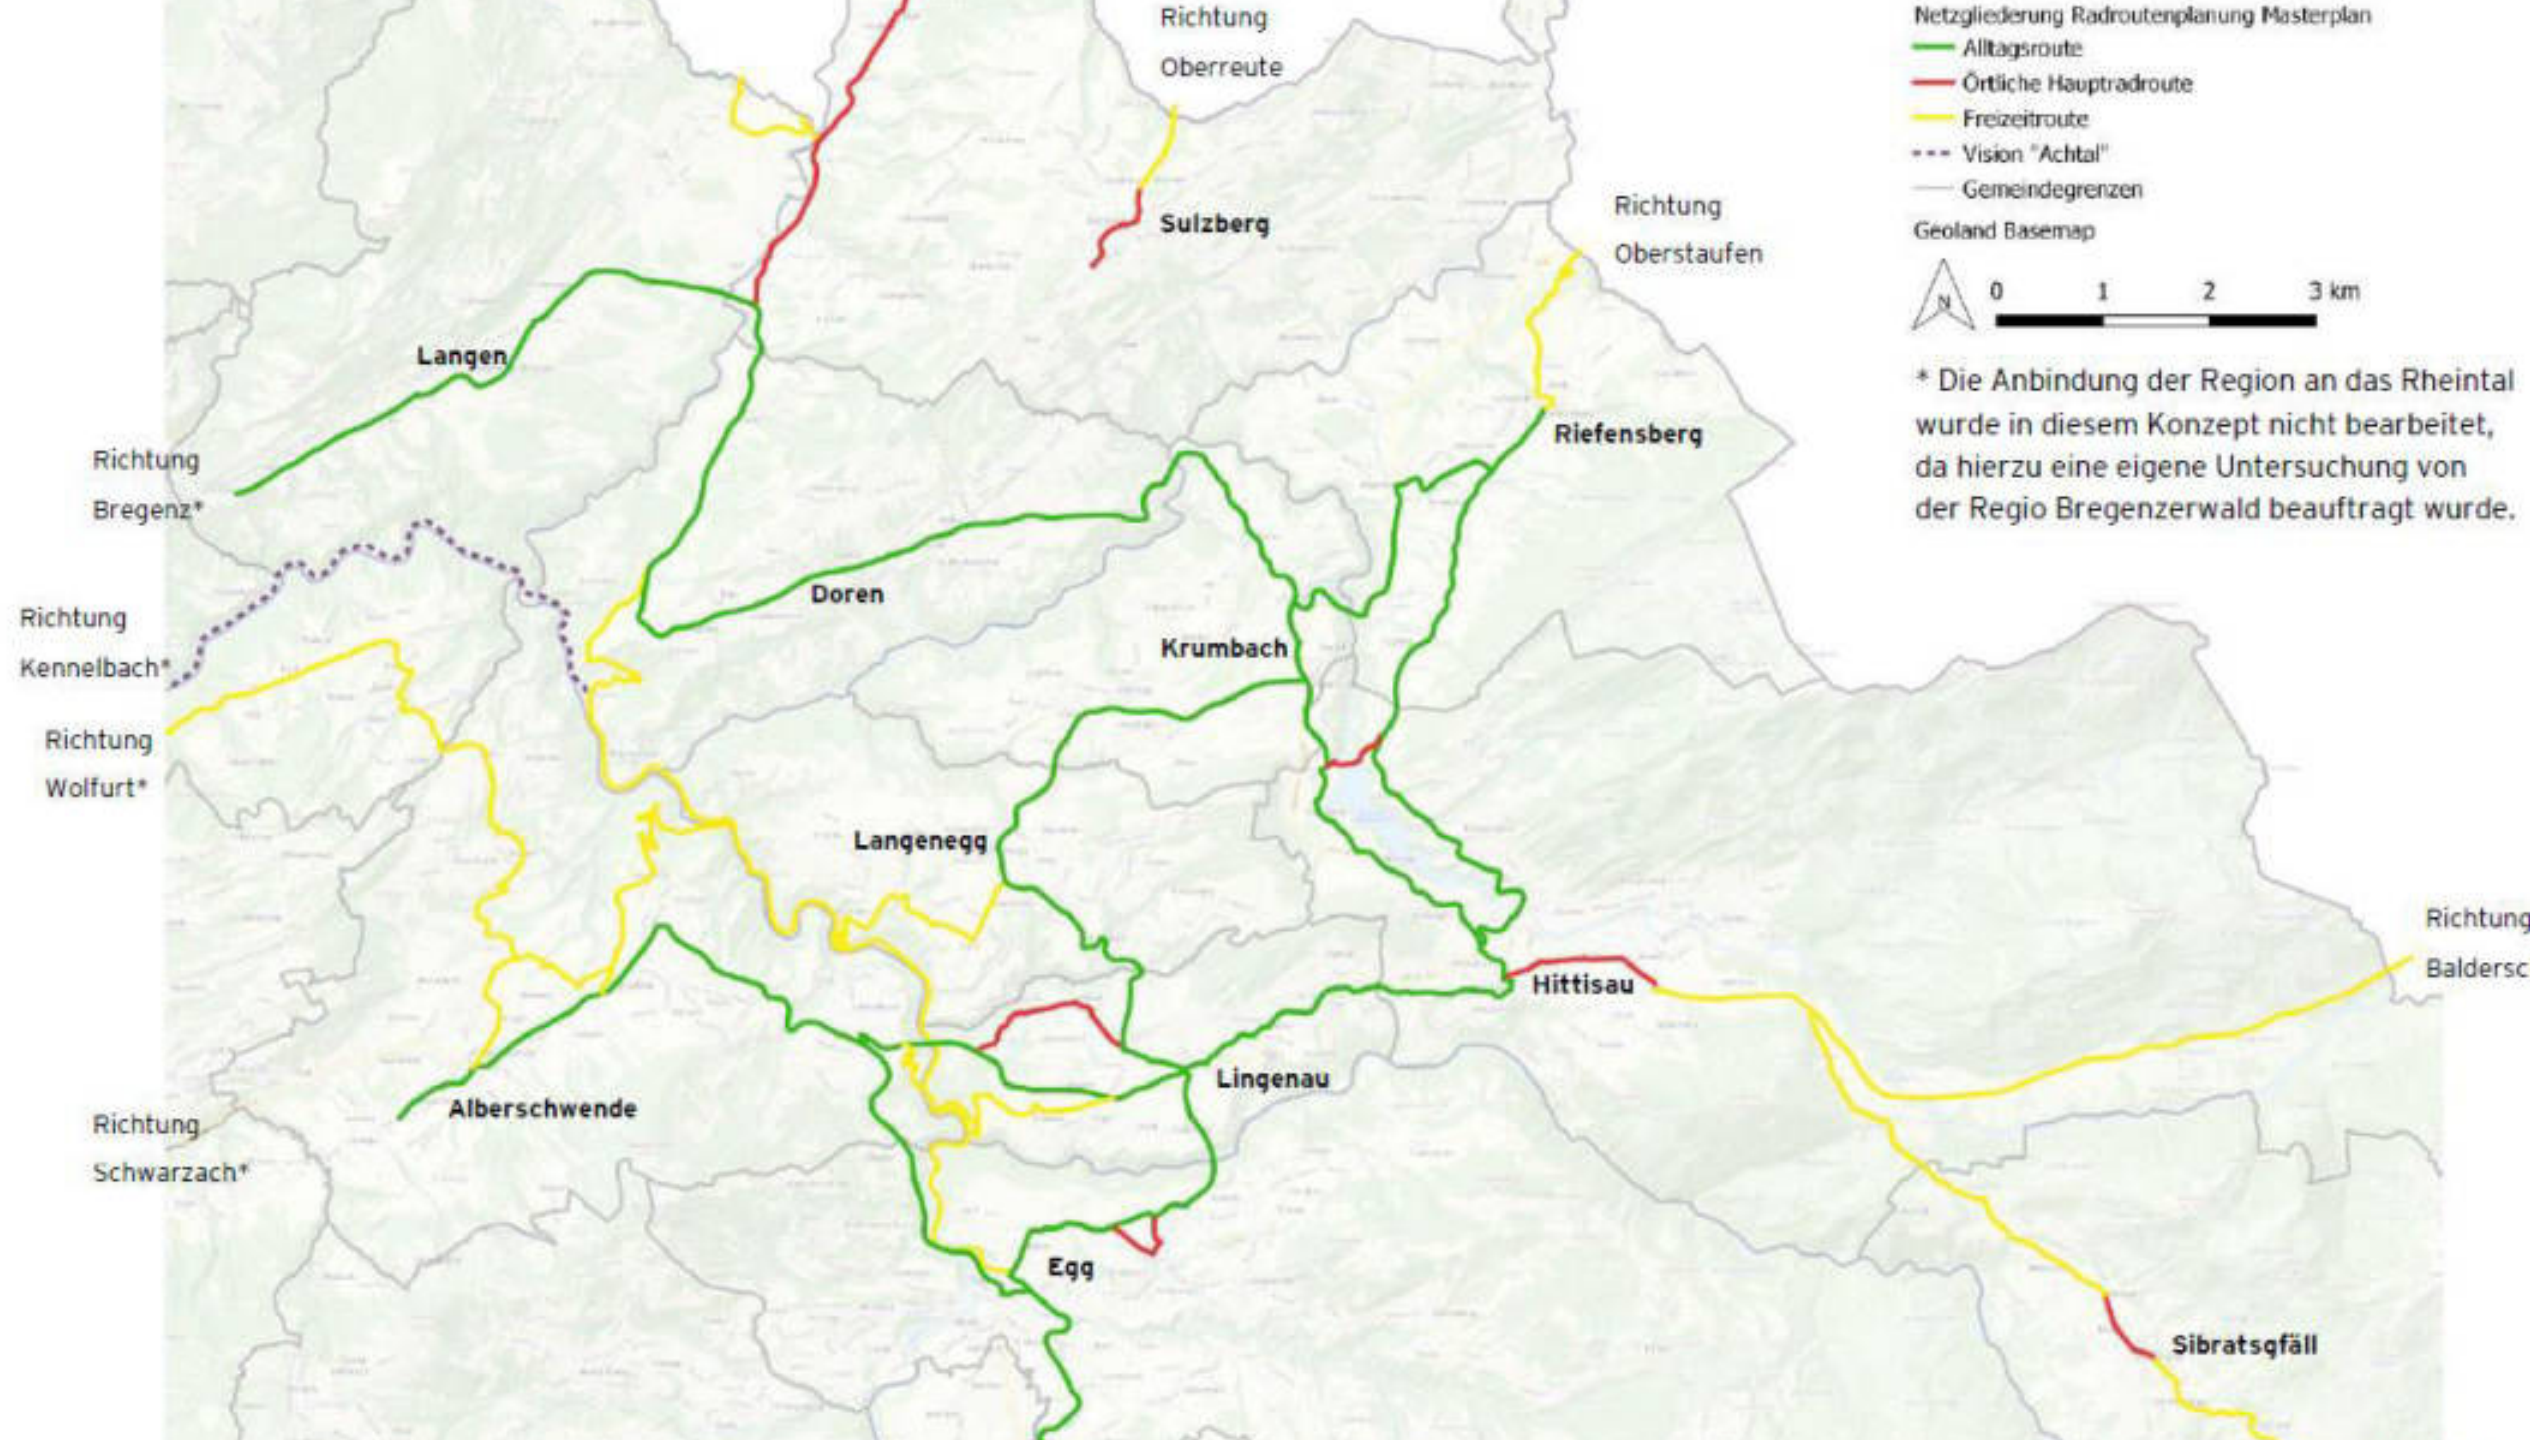 Richtung
Oberreute
Netzgliederung Radroutenplanung Masterplan
Alltagsroute
Örtliche Hauptradroute
Freizeitroute
Vision "Achtal"
Gemeindegrenzen
Geoland Basemap
N
0 1 2 3 km
* Die Anbindung der Region an das Rheintal
wurde in diesem Konzept nicht bearbeitet,
da hierzu eine eigene Untersuchung von
der Regio Bregenzerwald beauftragt wurde.
Sulzberg
Richtung
Oberstaufen
Langen
Riefensberg
Richtung
Bregenz*
Doren
Richtung
Kennelbach*
Krumbach
Richtung
Wolfurt*
Langenegg
Richtung
Baldersc
Hittisau
Lingenau
Alberschwende
Richtung
Schwarzach*
Egg
Sibratsgfäll